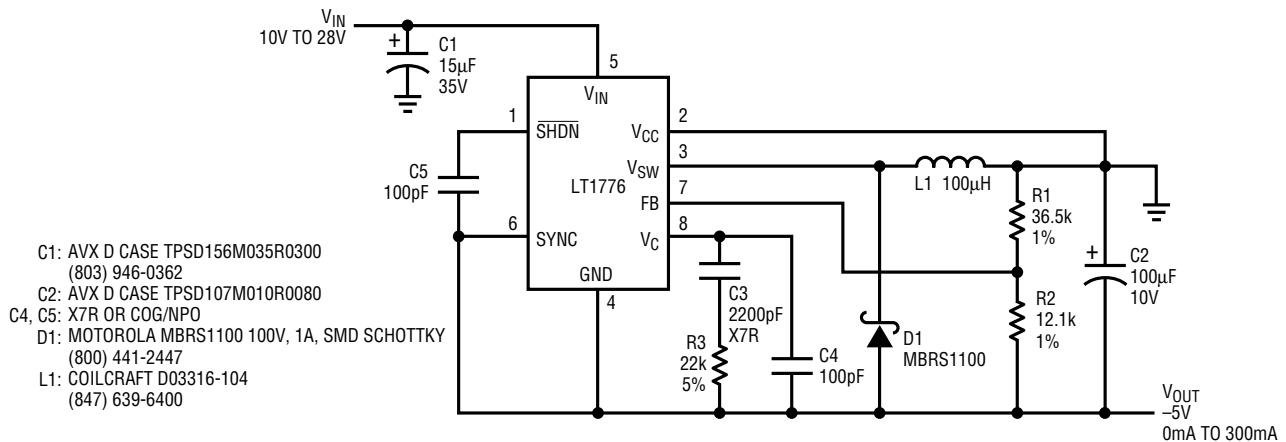 VIN
10V TO 28V
+
C1
15µF
35V
5
VIN
1
SHDN
VCC
2
VSW
3
LT1776
L1 100µH
FB
7
R1
36.5k
1%
C5
100pF
6
SYNC
VC
8
GND
4
C3
2200pF
X7R
R3
22k
5%
C4
100pF
D1
MBRS1100
R2
12.1k
1%
+
C2
100µF
10V
VOUT
–5V
0mA TO 300mA
C1: AVX D CASE TPSD156M035R0300
(803) 946-0362
C2: AVX D CASE TPSD107M010R0080
C4, C5: X7R OR COG/NPO
D1: MOTOROLA MBRS1100 100V, 1A, SMD SCHOTTKY
(800) 441-2447
L1: COILCRAFT D03316-104
(847) 639-6400